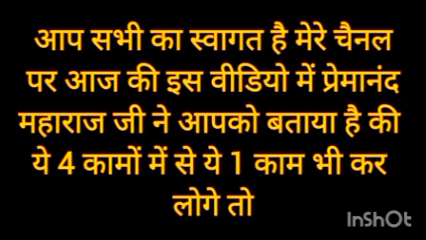 आप सभी का स्वागत है मेरे चैनल
पर आज की इस वीडियो में प्रेमानंद
महाराज जी ने आपको बताया है की
ये 4 कामों में से ये 1 काम भी कर
लोगे तो
InShOt